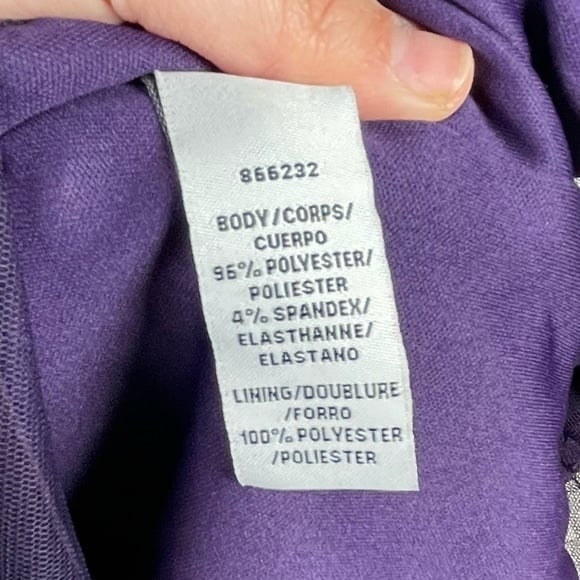 866232
BODY/CORPS/
CUERPO
96% POLYESTER/
POLIESTER
4% SPANDEX/
ELASTHANNE/
ELASTANO
LINING/DOUBLURE
/FORRO
100% POLYESTER
/POLIESTER